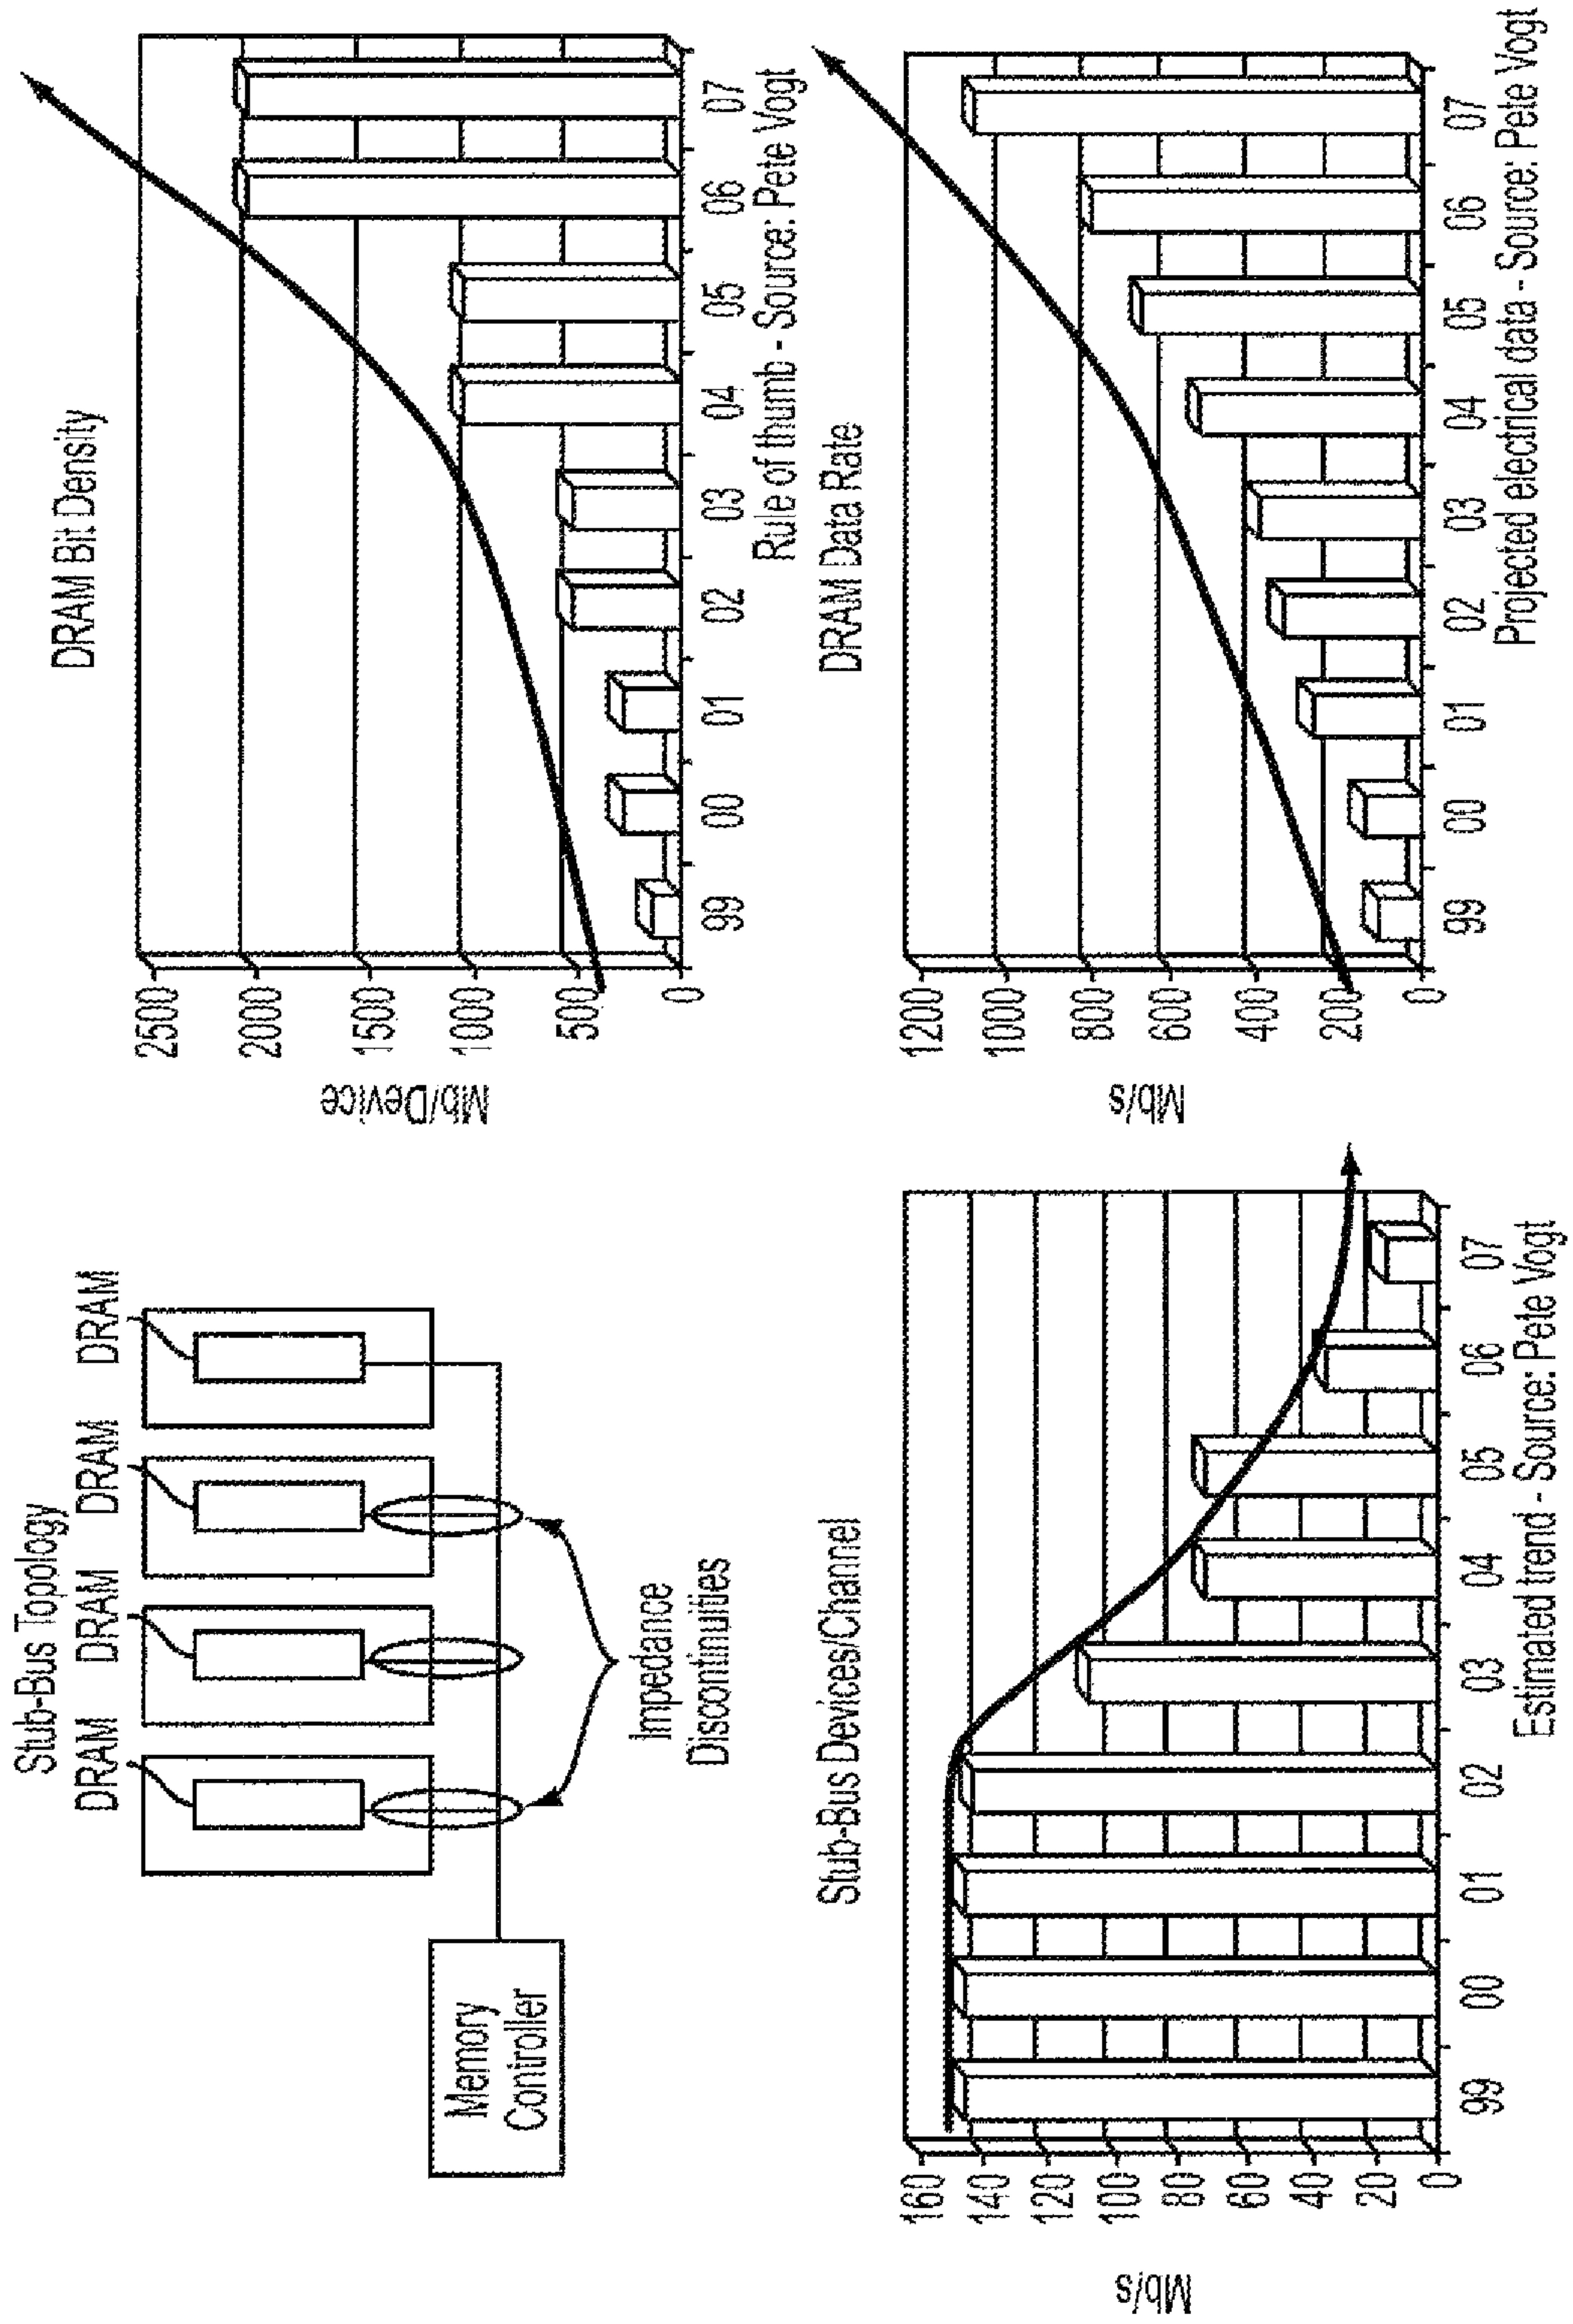 Stub-Bus Topology
DRAM
DRAM
DRAM
DRAM
Memory
Controller
Impedance
Discontinuities
DRAM Bit Density
Mb/Device
2500
2000
1500
1000
500
0
99
00
01
02
03
04
05
06
07
Rule of thumb - Source: Pete Vogt
Stub-Bus Devices/Channel
Mb/s
160
140
120
100
80
60
40
20
0
99
00
01
02
03
04
05
06
07
Estimated trend - Source: Pete Vogt
DRAM Data Rate
Mb/s
1200
1000
800
600
400
200
0
99
00
01
02
03
04
05
06
07
Projected electrical data - Source: Pete Vogt